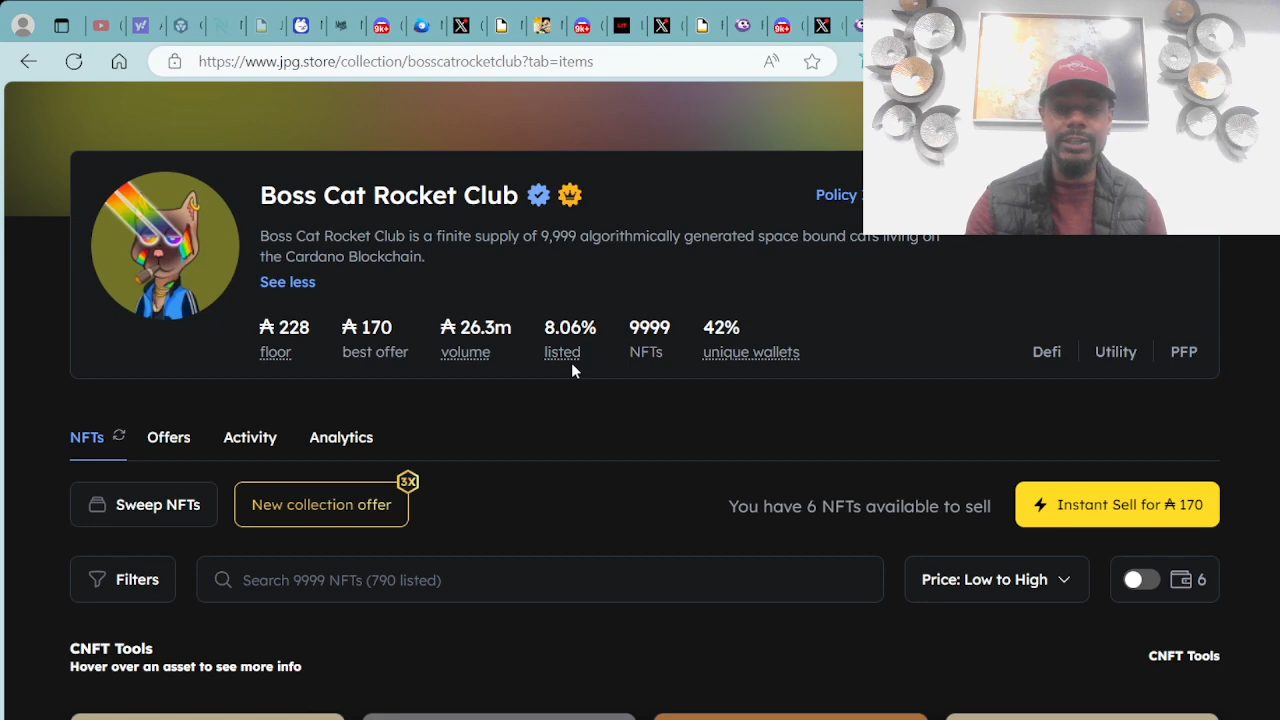 https://www.jpg.store/collection/bosscatrocketclub?tab=items
Boss Cat Rocket Club
Policy
Boss Cat Rocket Club is a finite supply of 9,999 algorithmically generated space bound cats living on
the Cardano Blockchain.
See less
₳ 228
₳ 170
₳ 26.3m
8.06%
9999
42%
floor
best offer
volume
listed
NFTs
unique wallets
Defi
Utility
PFP
NFTs
Offers
Activity
Analytics
3X
Sweep NFTs
New collection offer
You have 6 NFTs available to sell
Instant Sell for ₳ 170
Filters
Search 9999 NFTs (790 listed)
Price: Low to High
6
CNFT Tools
Hover over an asset to see more info
CNFT Tools